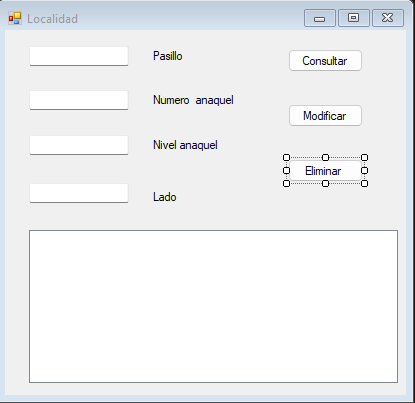 Localidad
Pasillo
Consultar
Numero  anaquel
Modificar
Nivel anaquel
Eliminar
Lado